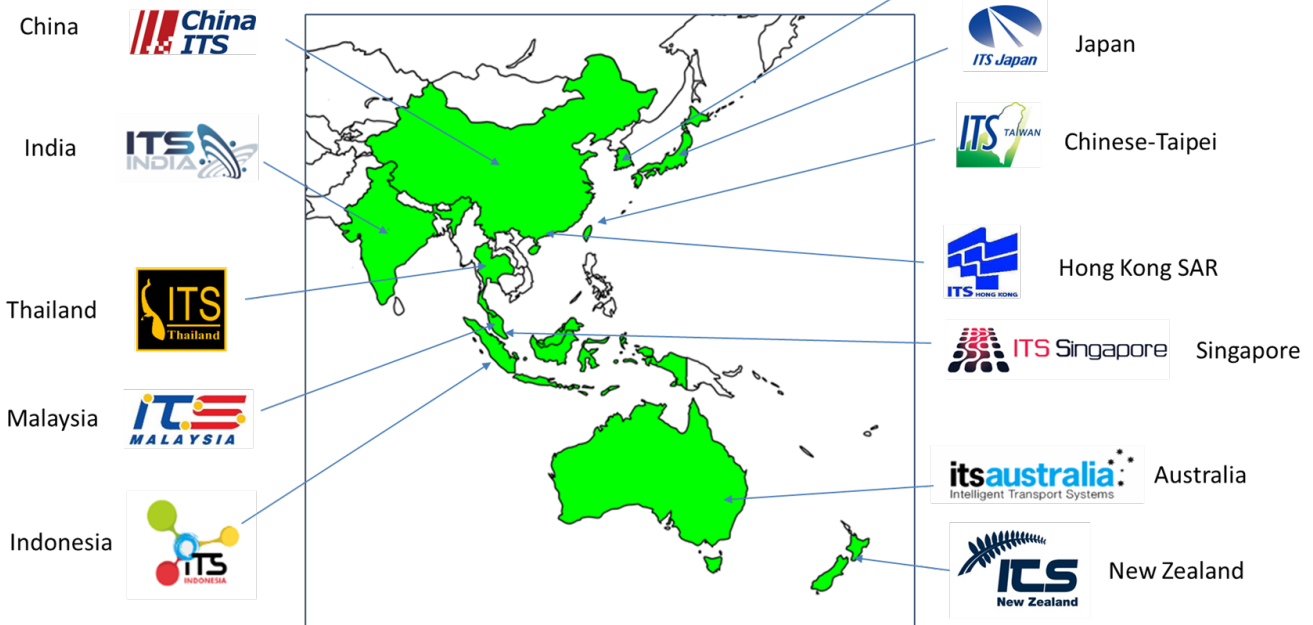 China
China
ITS
India
ITS
INDIA
Thailand
ITS
Thailand
Malaysia
iTS
MALAYSIA
Indonesia
iTS
INDONESIA
ITS Japan
Japan
ITS TAIWAN
Chinese-Taipei
ITS HONG KONG
Hong Kong SAR
ITS Singapore
Singapore
itsaustralia
Intelligent Transport Systems
Australia
ITS
New Zealand
New Zealand